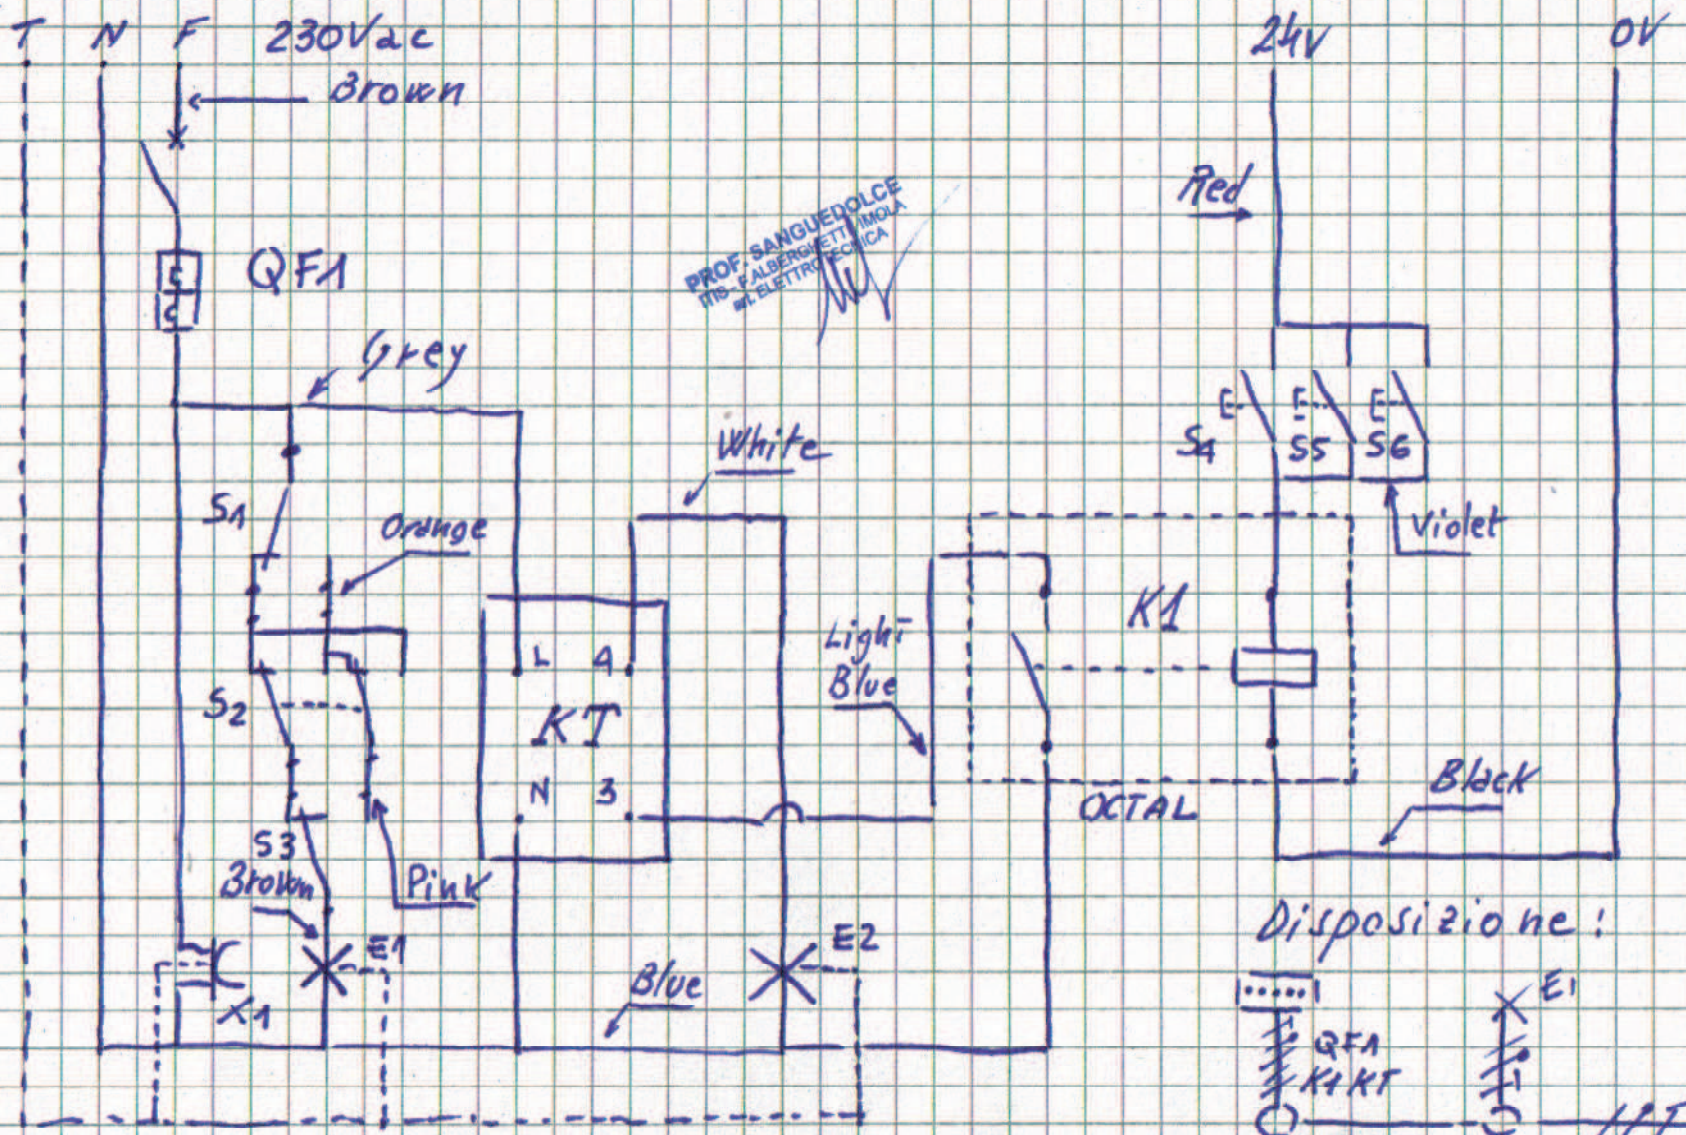 T N F 230Vac
Brown
24V 0V
Red
QF1
PROF. SANGUEDOLCE
ITIS - F.ALBERGHETTI IMOLA
ELETTROTECNICA
Grey
White
S4 S5 S6
Violet
S1
Orange
K1
Light
Blue
L 4
S2
KT
N 3
OCTAL
Black
S3
Brown
Pink
E1
E2
Blue
X1
Disposizione:
E1
QF1
K1 KT